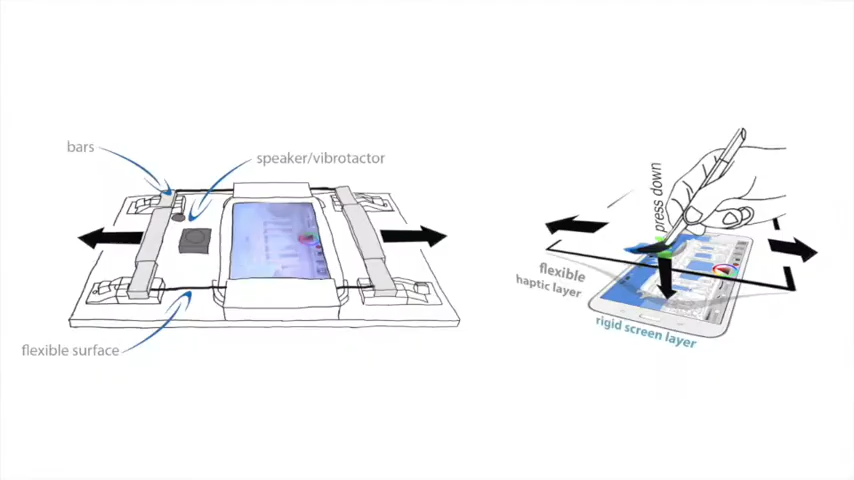 bars
speaker/vibrotactor
flexible surface
press down
flexible
haptic layer
rigid screen layer